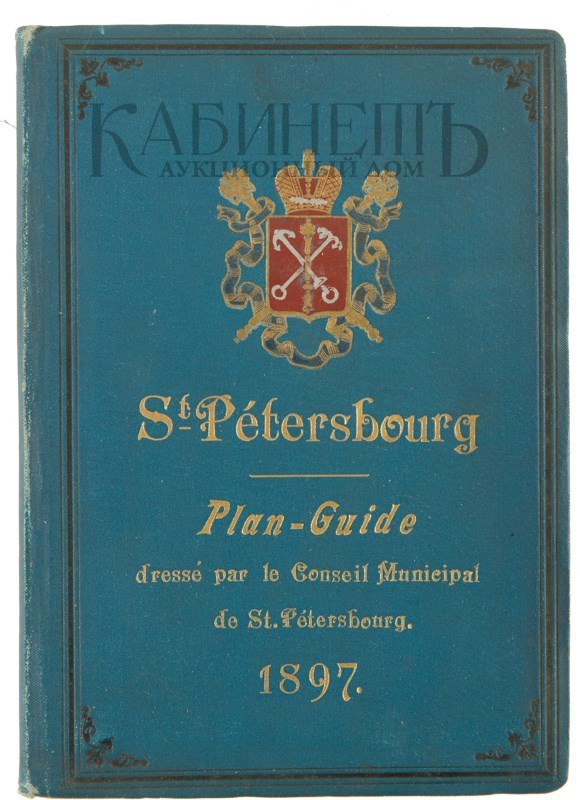 КАБИНЕТЪ
АУКЦИОННЫЙ ДОМ
St-Pétersbourg
Plan-Guide
dressé par le Conseil Municipal
de St. Pétersbourg.
1897.